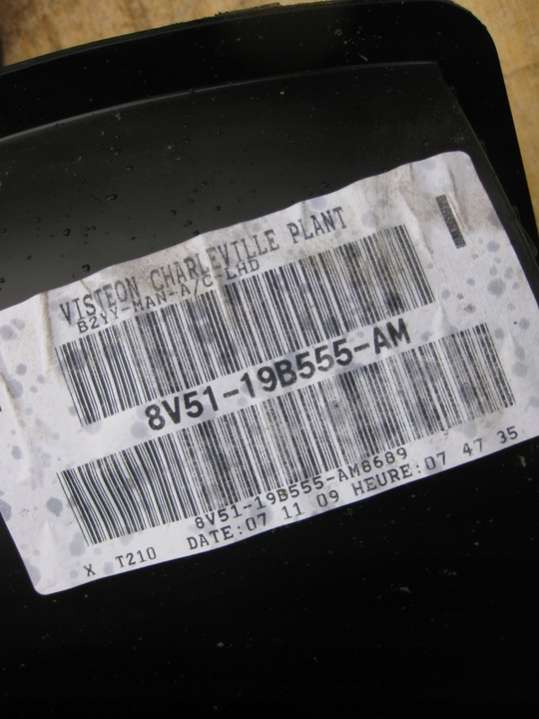 VISTEON CHARLEVILLE PLANT
B2YY-MAN-A/C-LHD
8V51-19B555-AM
8V51-19B555-AM8689
X T210 DATE:07 11 09 HEURE:07 47 35